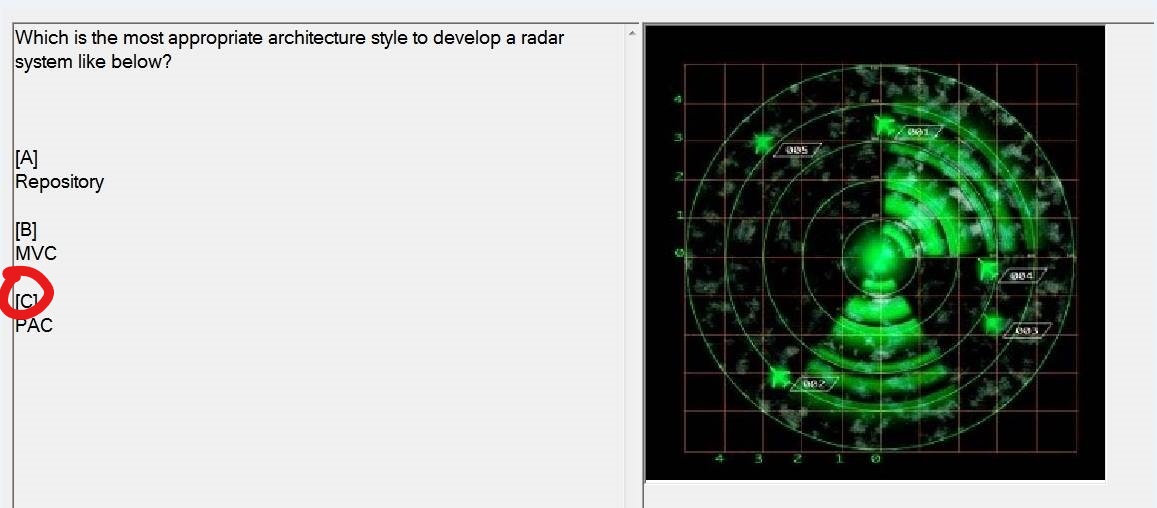 Which is the most appropriate architecture style to develop a radar
system like below?
[A]
Repository
[B]
MVC
[C]
PAC
4
3
2
1
0
001
005
004
003
002
4 3 2 1 0